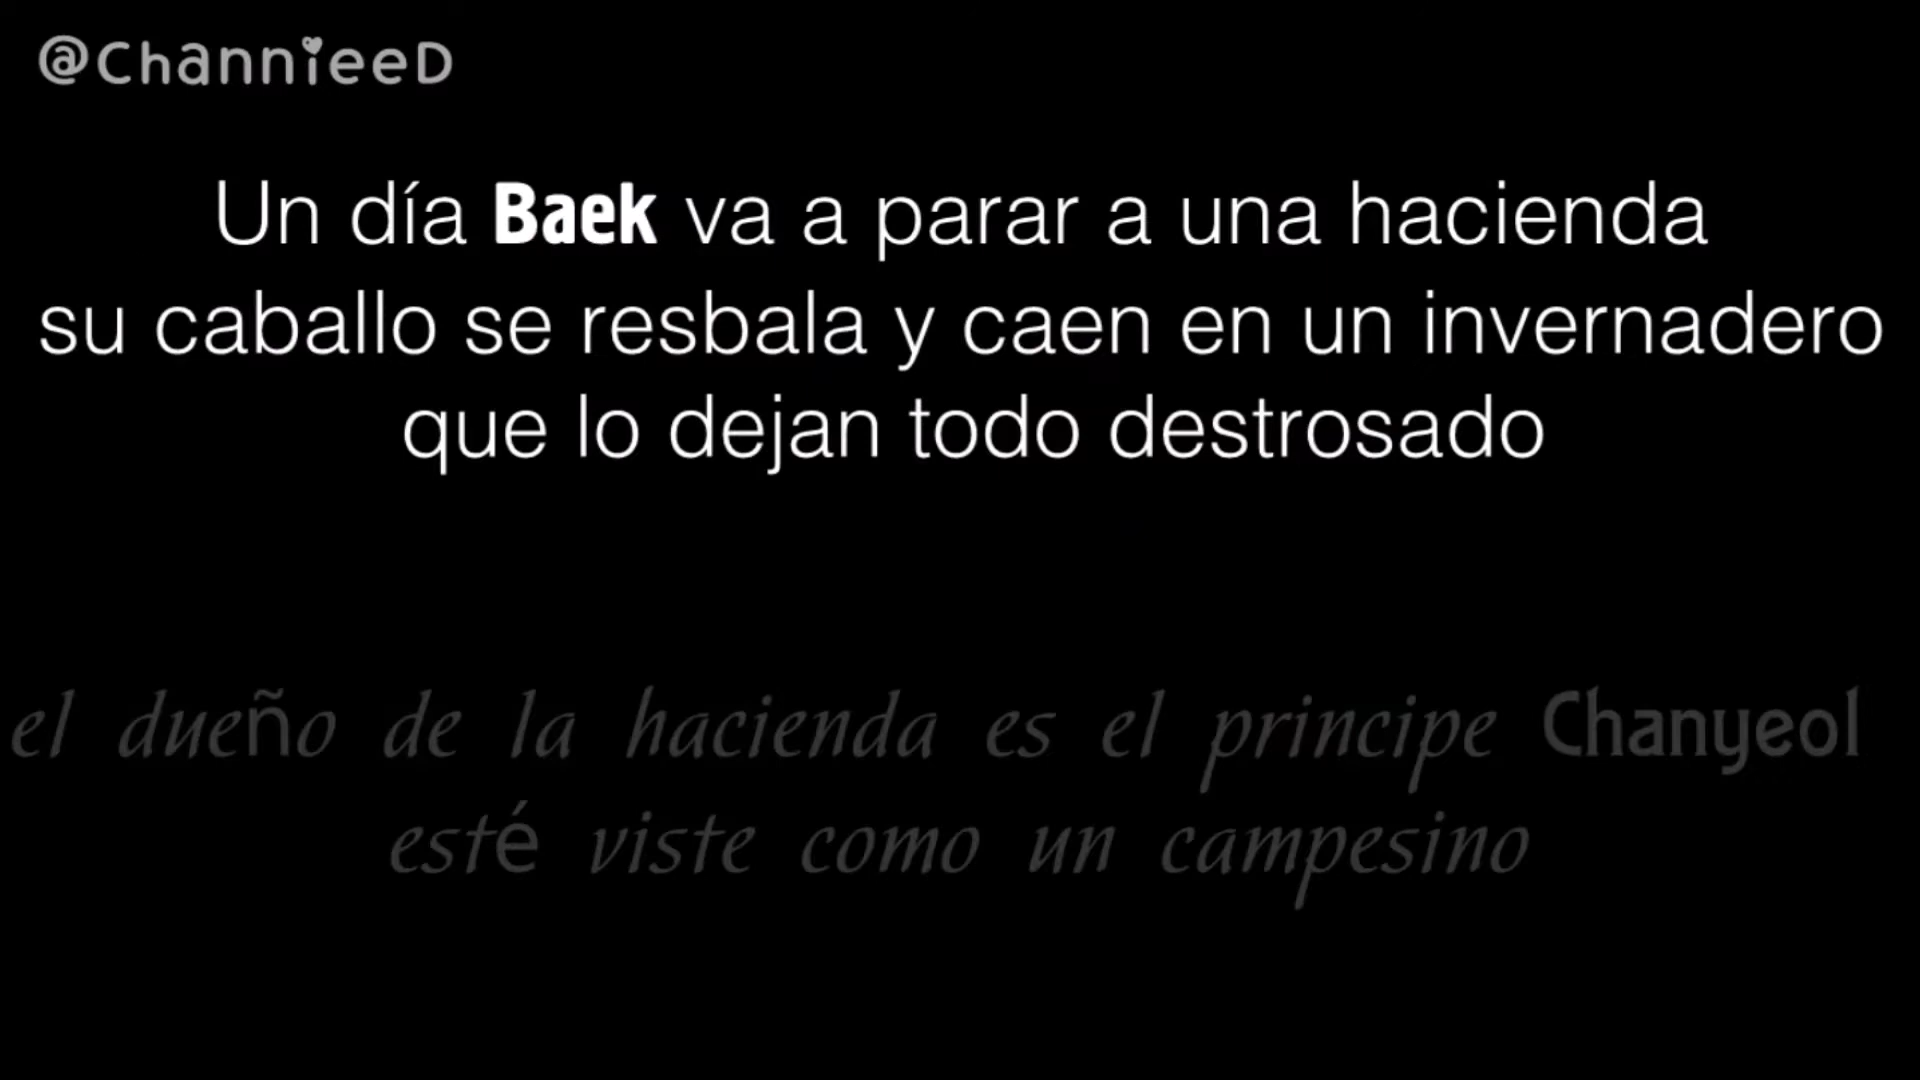 @ChannieeD
Un día Baek va a parar a una hacienda
su caballo se resbala y caen en un invernadero
que lo dejan todo destrosado
el dueño de la hacienda es el principe Chanyeol
esté viste como un campesino